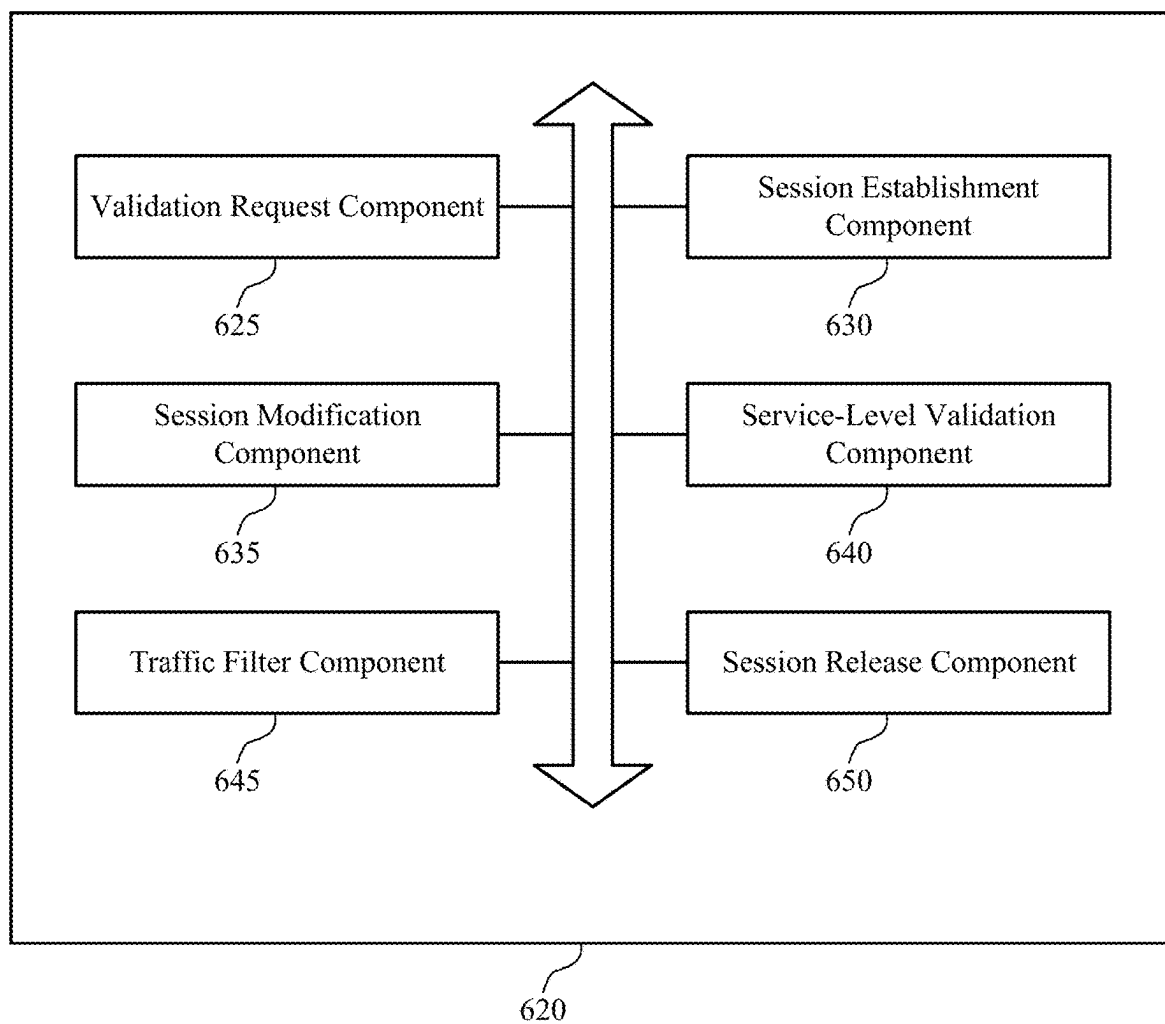 Validation Request Component
625
Session Establishment
Component
630
Session Modification
Component
635
Service-Level Validation
Component
640
Traffic Filter Component
645
Session Release Component
650
620